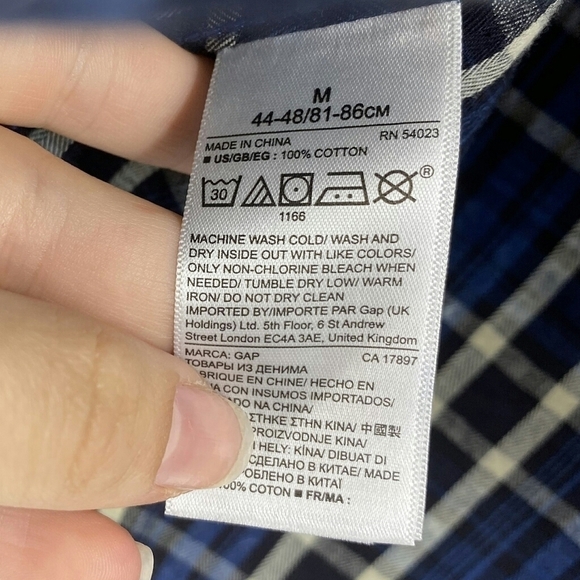 M
44-48/81-86CM
MADE IN CHINA RN 54023
■ US/GB/EG : 100% COTTON
30
®
1166
MACHINE WASH COLD/ WASH AND
DRY INSIDE OUT WITH LIKE COLORS/
ONLY NON-CHLORINE BLEACH WHEN
NEEDED/ TUMBLE DRY LOW/ WARM
IRON/ DO NOT DRY CLEAN
IMPORTED BY/IMPORTE PAR Gap (UK
Holdings) Ltd. 5th Floor, 6 St Andrew
Street London EC4A 3AE, United Kingdom
MARCA: GAP CA 17897
ТОВАРЫ ИЗ ДЕНИМА
FABRIQUE EN CHINE/ HECHO EN
CON INSUMOS IMPORTADOS/
NA CHINA/
ΣΤΗΝ ΚΙΝΑ/ 中國製
PROIZVODNJE KINA/
HELY: KÍNA/ DIBUAT DI
СДЕЛАНО В КИТАЕ/ MADE
В КИТАЇ
100% COTON ■ FR/MA :